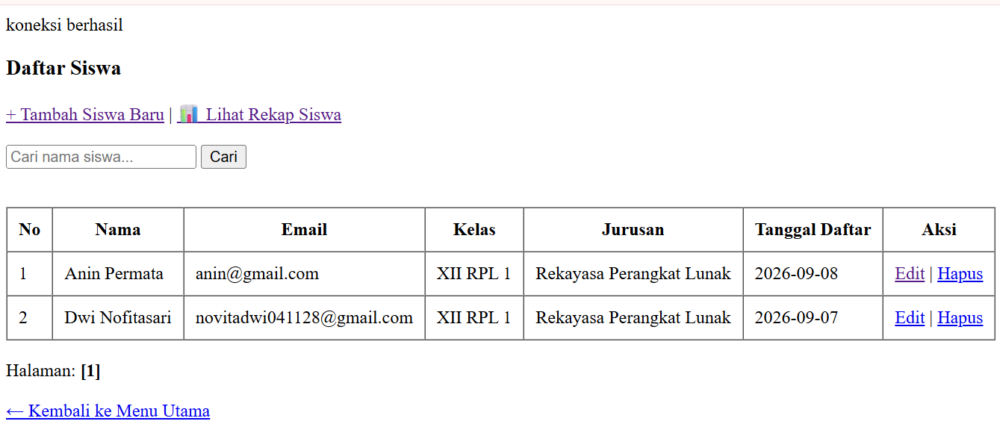 koneksi berhasil
Daftar Siswa
+ Tambah Siswa Baru | 📊 Lihat Rekap Siswa
Cari nama siswa... Cari
No Nama Email Kelas Jurusan Tanggal Daftar Aksi
1 Anin Permata anin@gmail.com XII RPL 1 Rekayasa Perangkat Lunak 2026-09-08 Edit | Hapus
2 Dwi Nofitasari novitadwi041128@gmail.com XII RPL 1 Rekayasa Perangkat Lunak 2026-09-07 Edit | Hapus
Halaman: [1]
← Kembali ke Menu Utama